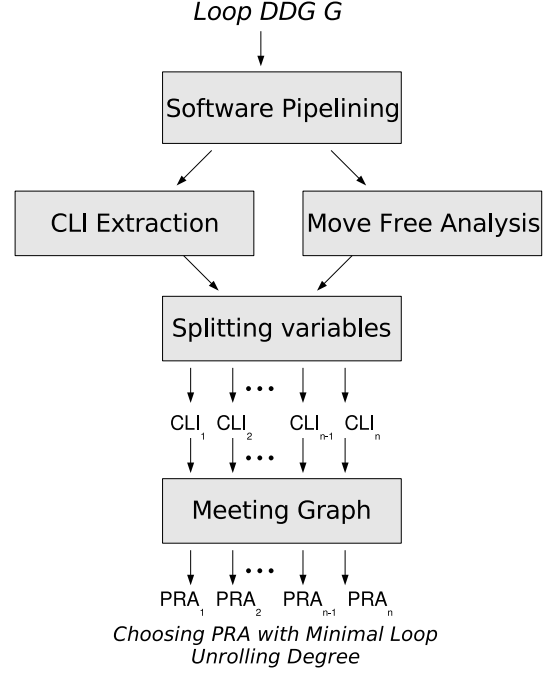 Loop DDG G
Software Pipelining
CLI Extraction Move Free Analysis
Splitting variables
CLI1 CLI2 CLIn-1 CLIn
Meeting Graph
PRA1 PRA2 PRAn-1 PRAn
Choosing PRA with Minimal Loop
Unrolling Degree